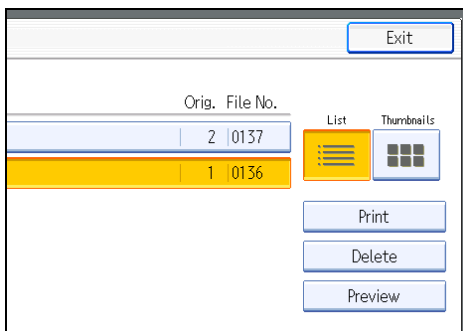 Exit
Orig. File No.
List Thumbnails
2 0137
1 0136
Print
Delete
Preview